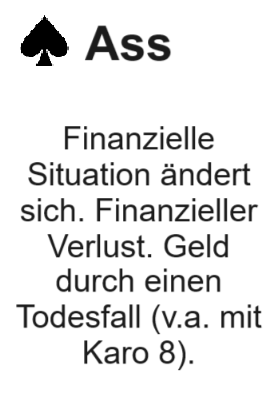 ♠ Ass
Finanzielle
Situation ändert
sich. Finanzieller
Verlust. Geld
durch einen
Todesfall (v.a. mit
Karo 8).